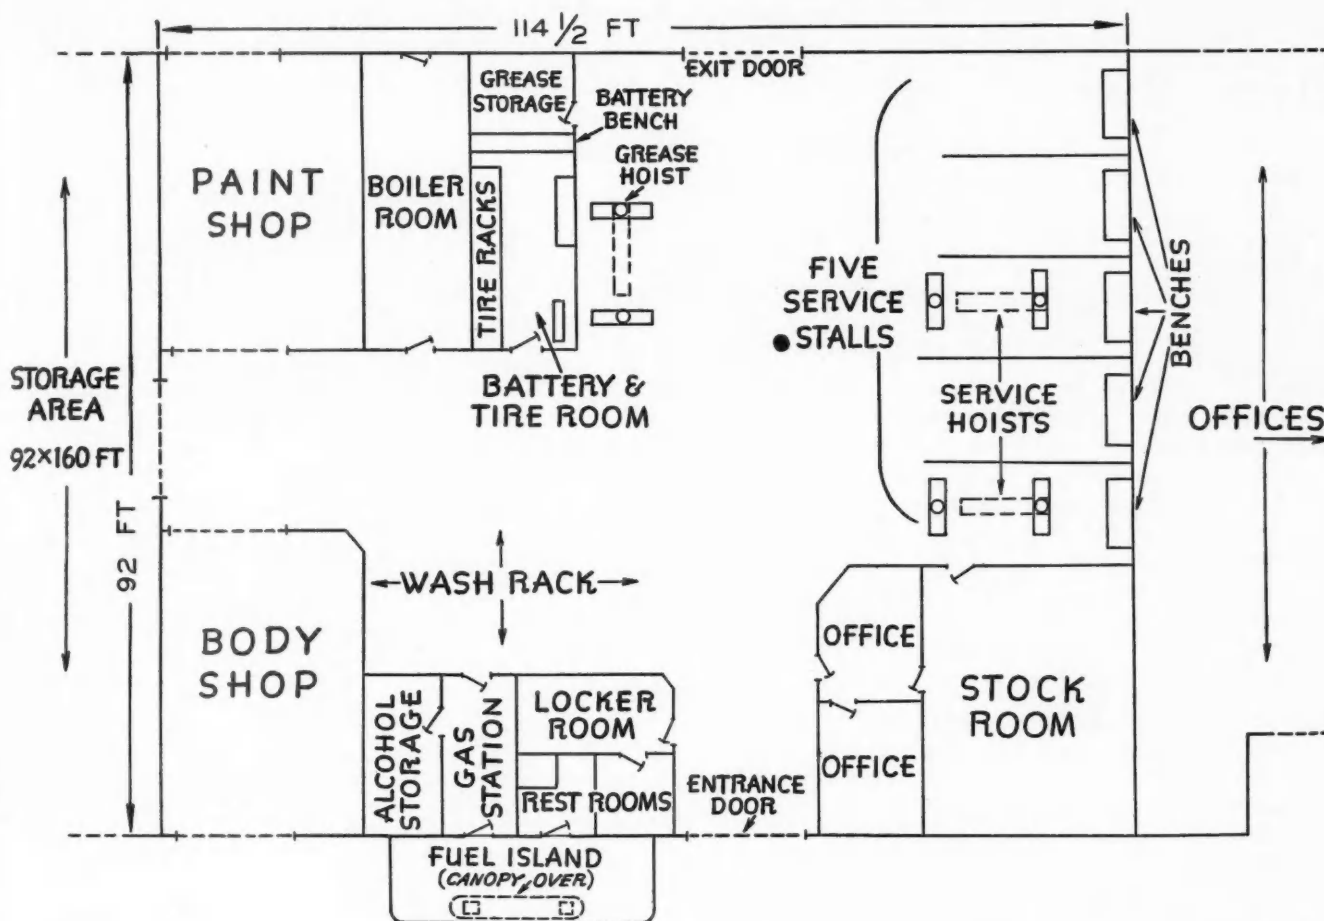 114 1/2 FT
EXIT DOOR
GREASE
STORAGE
BATTERY
BENCH
GREASE
HOIST
PAINT
SHOP
BOILER
ROOM
TIRE RACKS
FIVE
SERVICE
STALLS
BENCHES
STORAGE
AREA
92×160 FT
BATTERY &
TIRE ROOM
SERVICE
HOISTS
OFFICES
92 FT
WASH RACK
BODY
SHOP
OFFICE
STOCK
ROOM
LOCKER
ROOM
ALCOHOL
STORAGE
GAS
STATION
REST ROOMS
ENTRANCE
DOOR
OFFICE
FUEL ISLAND
(CANOPY OVER)